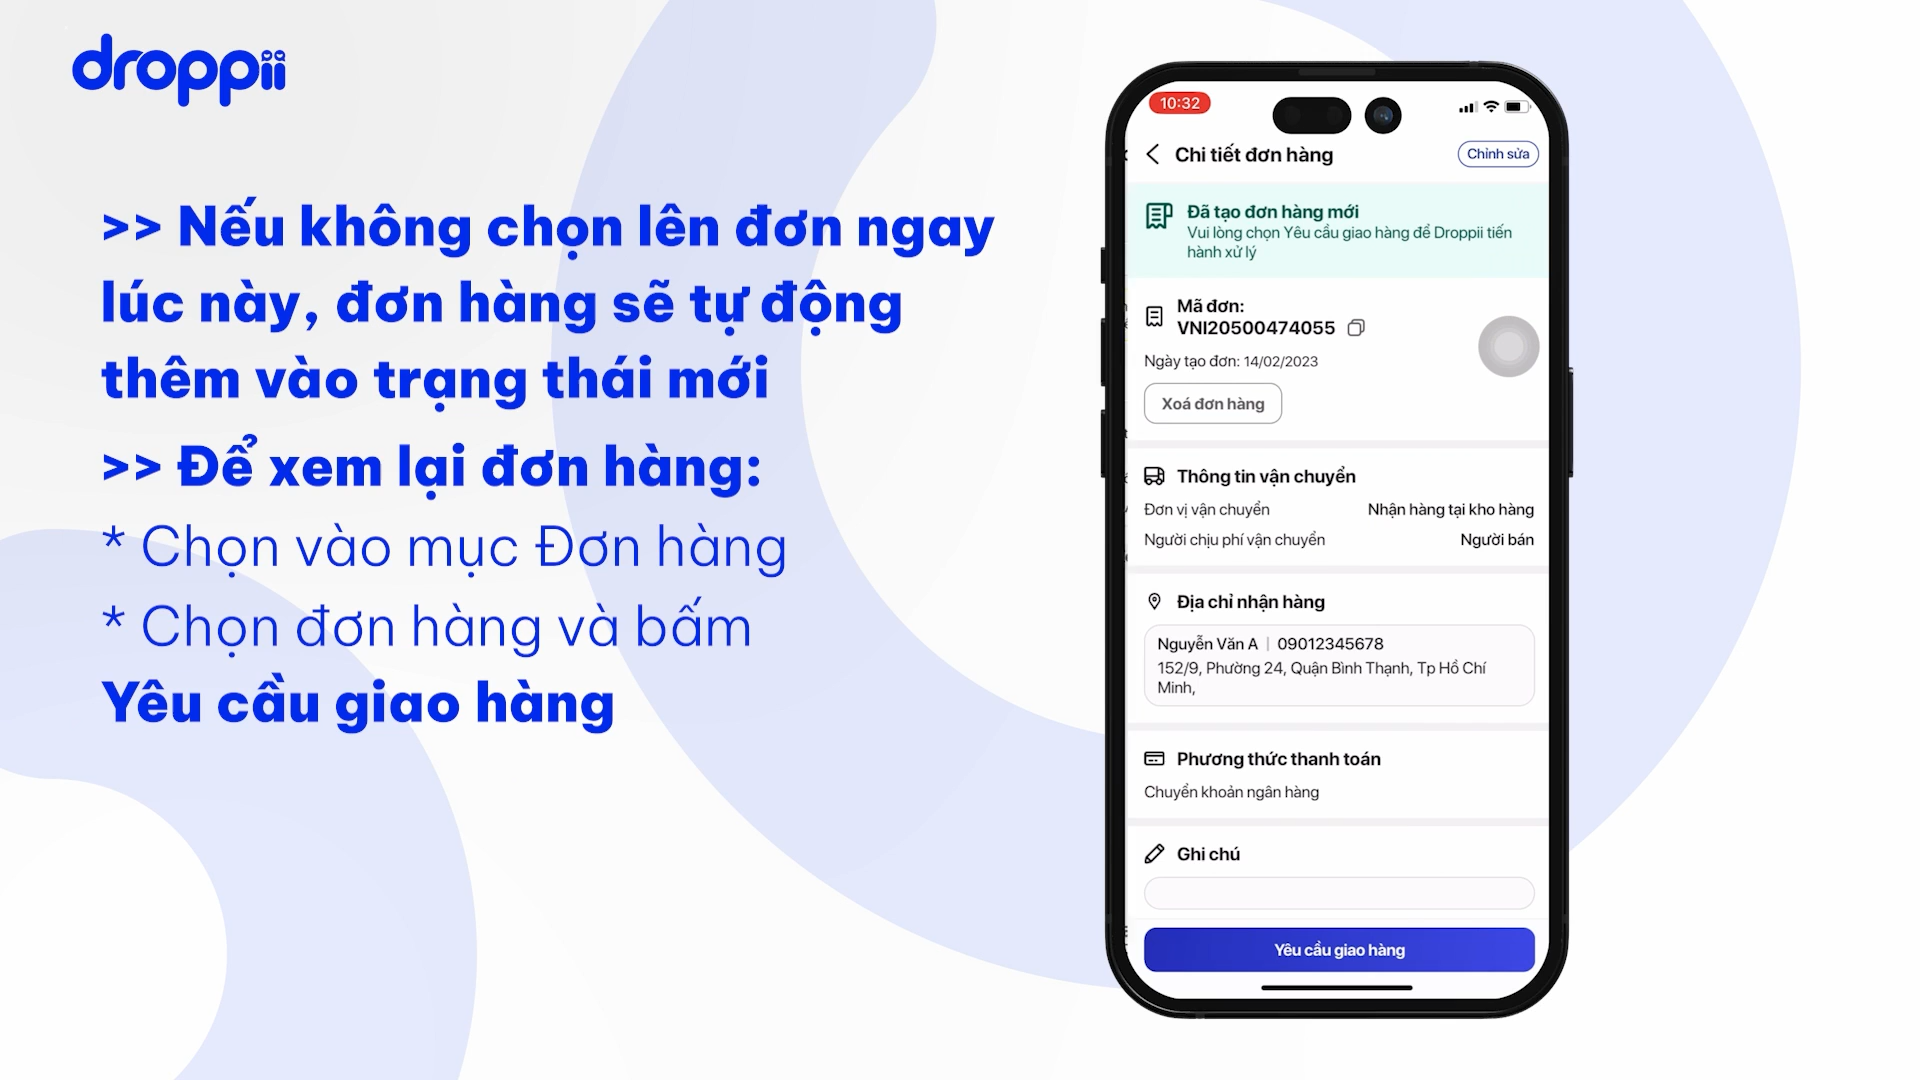 droppii
>> Nếu không chọn lên đơn ngay
lúc này, đơn hàng sẽ tự động
thêm vào trạng thái mới
>> Để xem lại đơn hàng:
* Chọn vào mục Đơn hàng
* Chọn đơn hàng và bấm
Yêu cầu giao hàng
10:32
Chi tiết đơn hàng
Chỉnh sửa
Đã tạo đơn hàng mới
Vui lòng chọn Yêu cầu giao hàng để Droppii tiến
hành xử lý
Mã đơn:
VNI20500474055
Ngày tạo đơn: 14/02/2023
Xoá đơn hàng
Thông tin vận chuyển
Đơn vị vận chuyển Nhận hàng tại kho hàng
Người chịu phí vận chuyển Người bán
Địa chỉ nhận hàng
Nguyễn Văn A | 09012345678
152/9, Phường 24, Quận Bình Thạnh, Tp Hồ Chí
Minh,
Phương thức thanh toán
Chuyển khoản ngân hàng
Ghi chú
Yêu cầu giao hàng